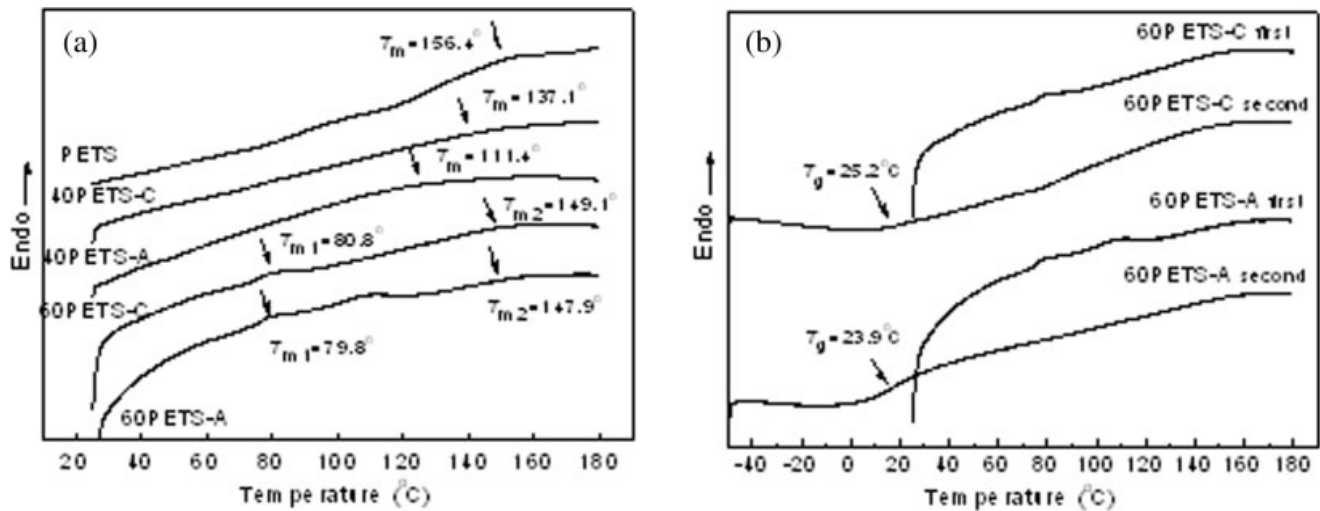 (a)
Tm=156.4°
Tm=137.1°
Tm=111.4°
Tm2=149.1°
Tm1=80.8°
Tm2=147.9°
Tm1=79.8°
PETS
40PETS-C
40PETS-A
60PETS-C
60PETS-A
Endo
20 40 60 80 100 120 140 160 180
Temperature (°C)
(b)
60PETS-C first
60PETS-C second
Tg=25.2°C
60PETS-A first
60PETS-A second
Tg=23.9°C
Endo
-40 -20 0 20 40 60 80 100 120 140 160 180
Temperature (°C)